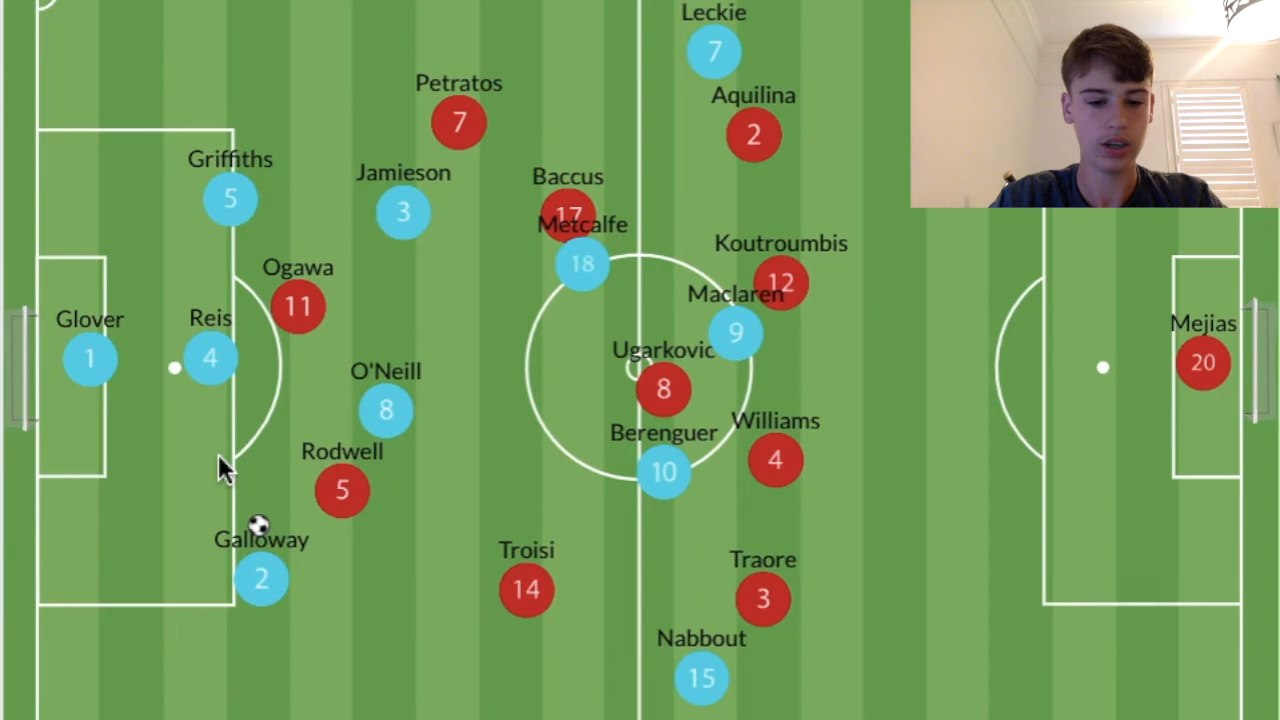 Leckie
7
Petratos
7
Aquilina
2
Griffiths
5
Jamieson
3
Baccus
17
Metcalfe
18
Koutroumbis
12
Ogawa
11
Maclaren
9
Glover
1
Reis
4
Mejias
20
Ugarkovic
8
O'Neill
8
Williams
4
Berenguer
10
Rodwell
5
Galloway
2
Troisi
14
Traore
3
Nabbout
15